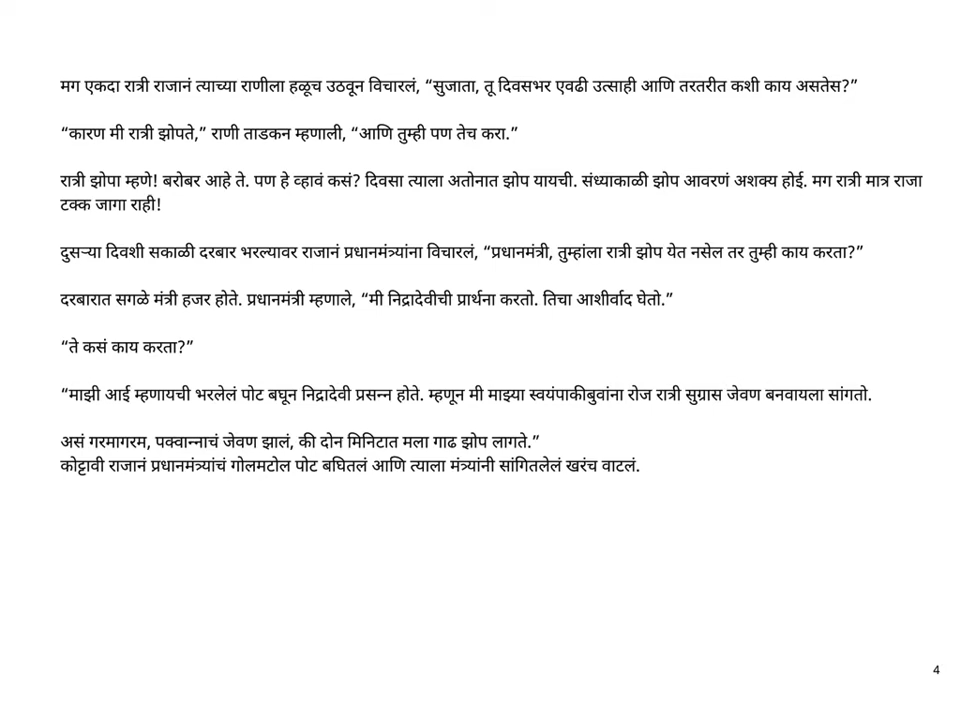 मग एकदा रात्री राजानं त्याच्या राणीला हळूच उठवून विचारलं, “सुजाता, तू दिवसभर एवढी उत्साही आणि तरतरीत कशी काय असतेस?”
“कारण मी रात्री झोपते,” राणी ताडकन म्हणाली, “आणि तुम्ही पण तेच करा.”
रात्री झोपा म्हणे! बरोबर आहे ते. पण हे व्हावं कसं? दिवसा त्याला अतोनात झोप यायची. संध्याकाळी झोप आवरणं अशक्य होई. मग रात्री मात्र राजा
टक्क जागा राही!
दुसऱ्या दिवशी सकाळी दरबार भरल्यावर राजानं प्रधानमंत्र्यांना विचारलं, “प्रधानमंत्री, तुम्हांला रात्री झोप येत नसेल तर तुम्ही काय करता?”
दरबारात सगळे मंत्री हजर होते. प्रधानमंत्री म्हणाले, “मी निद्रादेवीची प्रार्थना करतो. तिचा आशीर्वाद घेतो.”
“ते कसं काय करता?”
“माझी आई म्हणायची भरलेलं पोट बघून निद्रादेवी प्रसन्न होते. म्हणून मी माझ्या स्वयंपाकीबुवांना रोज रात्री सुग्रास जेवण बनवायला सांगतो.
असं गरमागरम, पक्वान्नाचं जेवण झालं, की दोन मिनिटात मला गाढ झोप लागते.”
कोट्टावी राजानं प्रधानमंत्र्यांचं गोलमटोल पोट बघितलं आणि त्याला मंत्र्यांनी सांगितलेलं खरंच वाटलं.
4